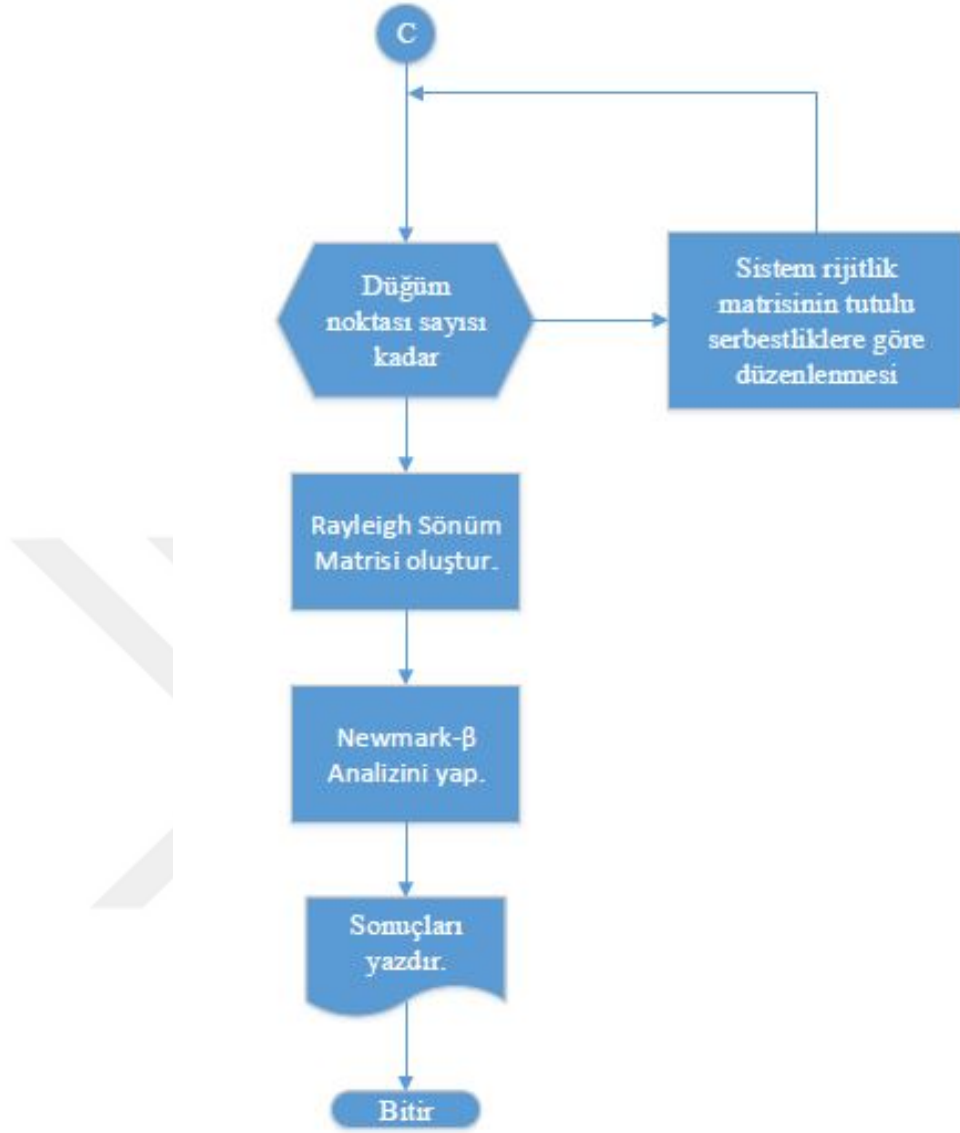 C
Düğüm
noktası sayısı
kadar
Sistem rijitlik
matrisinin tutulu
serbestliklere göre
düzenlenmesi
Rayleigh Sönüm
Matrisi oluştur.
Newmark-β
Analizini yap.
Sonuçları
yazdır.
Bitir